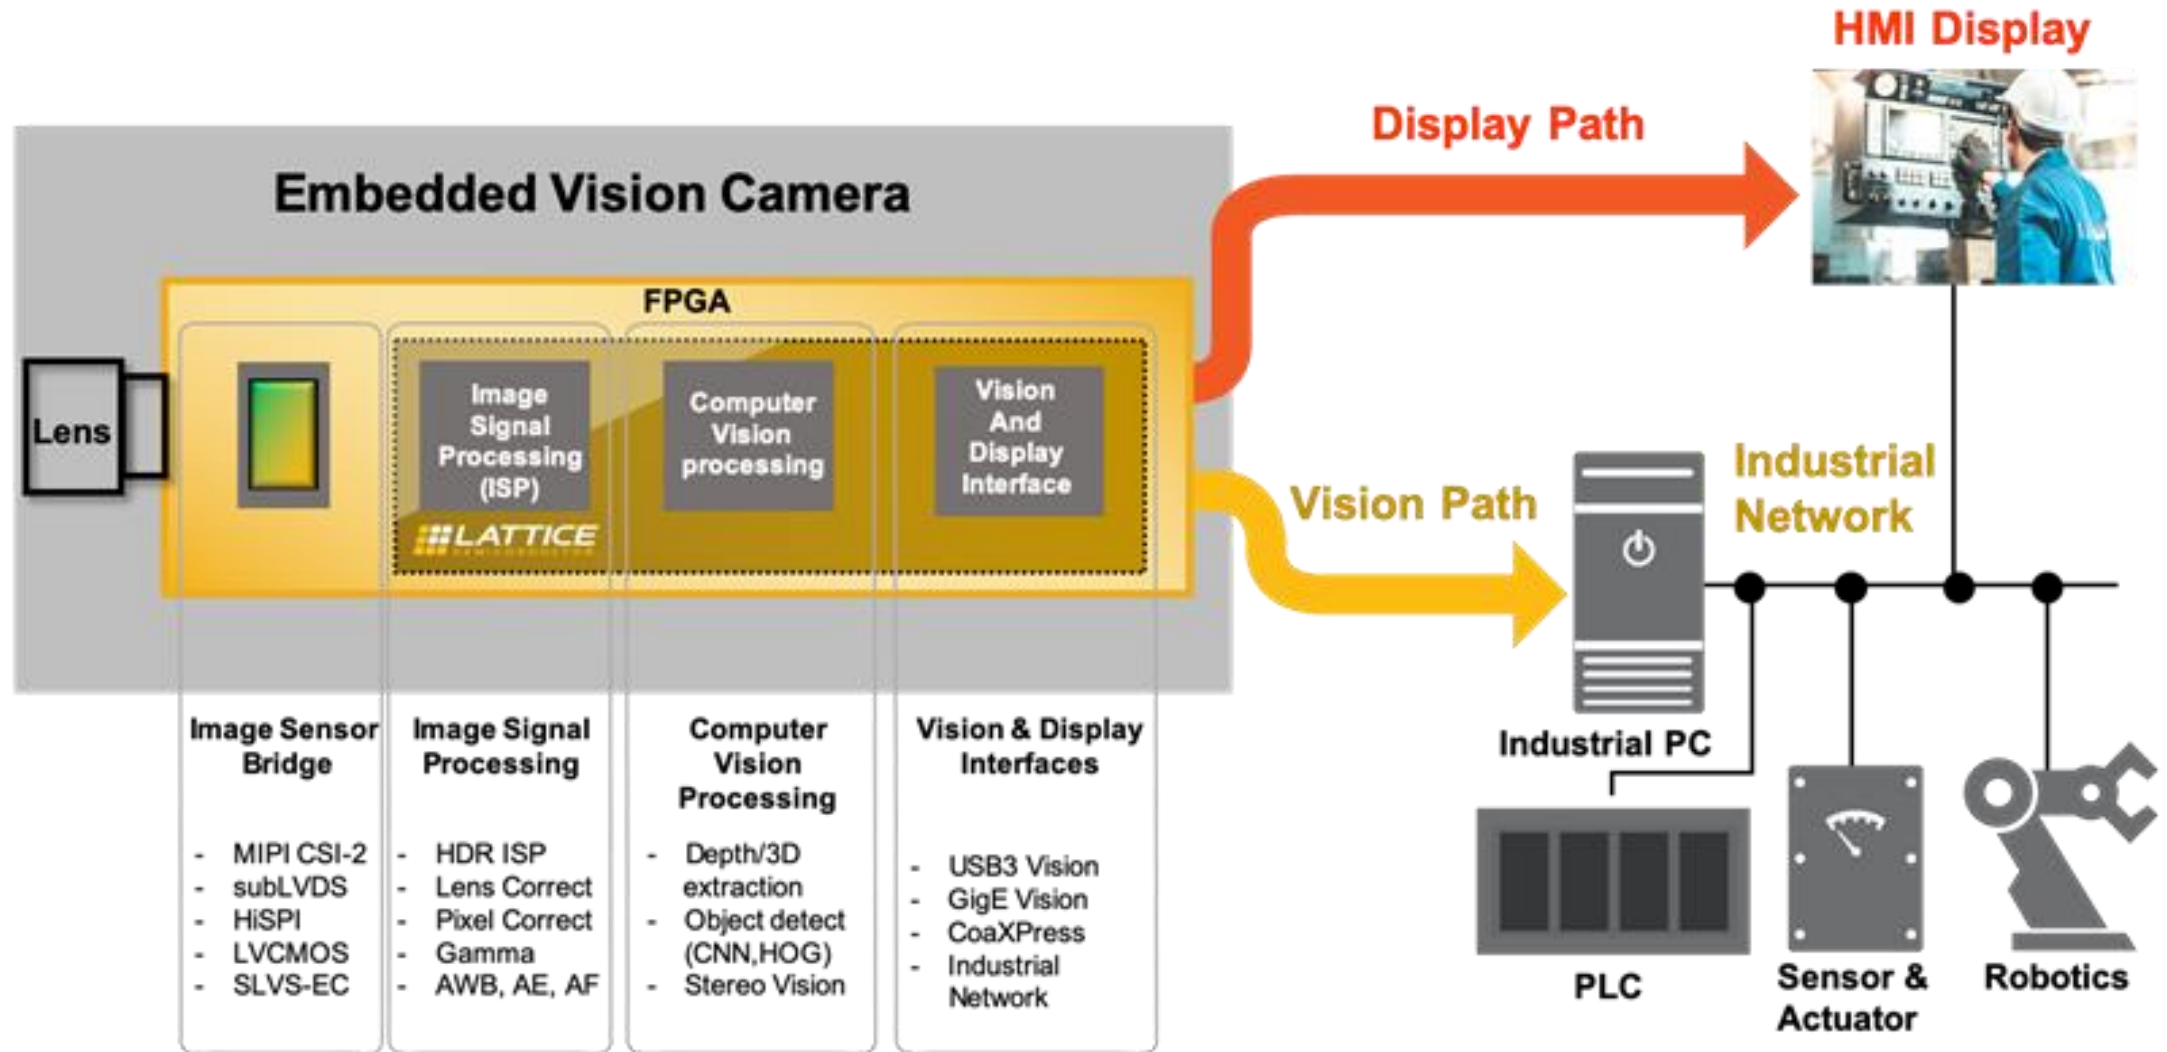 HMI Display
Display Path
Embedded Vision Camera
FPGA
Lens
Image
Signal
Processing
(ISP)
Computer
Vision
processing
Vision
And
Display
Interface
LATTICE
SEMICONDUCTOR
Vision Path
Industrial
Network
Industrial PC
Image Sensor
Bridge
- MIPI CSI-2
- subLVDS
- HiSPI
- LVCMOS
- SLVS-EC
Image Signal
Processing
- HDR ISP
- Lens Correct
- Pixel Correct
- Gamma
- AWB, AE, AF
Computer
Vision
Processing
- Depth/3D
extraction
- Object detect
(CNN,HOG)
- Stereo Vision
Vision & Display
Interfaces
- USB3 Vision
- GigE Vision
- CoaXPress
- Industrial
Network
PLC
Sensor &
Actuator
Robotics